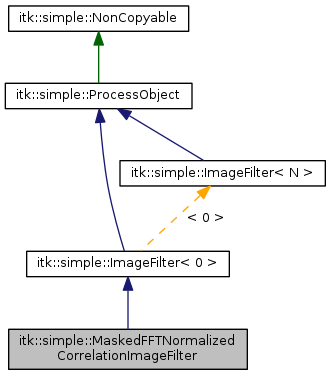 itk::simple::NonCopyable
itk::simple::ProcessObject
itk::simple::ImageFilter< N >
< 0 >
itk::simple::ImageFilter< 0 >
itk::simple::MaskedFFTNormalized
CorrelationImageFilter